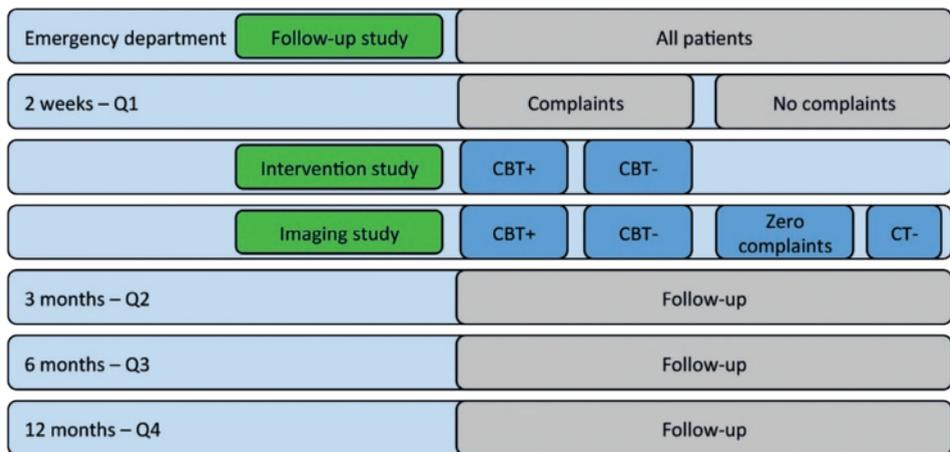 Emergency department Follow-up study All patients
2 weeks – Q1 Complaints No complaints
Intervention study CBT+ CBT-
Imaging study CBT+ CBT- Zero complaints CT-
3 months – Q2 Follow-up
6 months – Q3 Follow-up
12 months – Q4 Follow-up